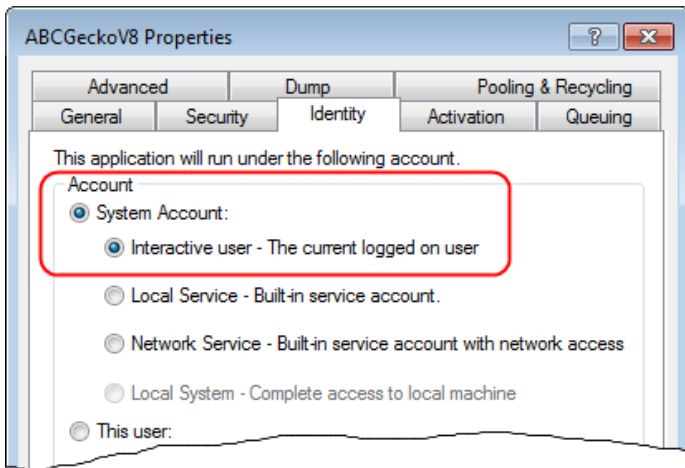 ABCGeckoV8 Properties
Advanced Dump Pooling & Recycling
General Security Identity Activation Queuing
This application will run under the following account.
Account
System Account:
Interactive user - The current logged on user
Local Service - Built-in service account.
Network Service - Built-in service account with network access
Local System - Complete access to local machine
This user: